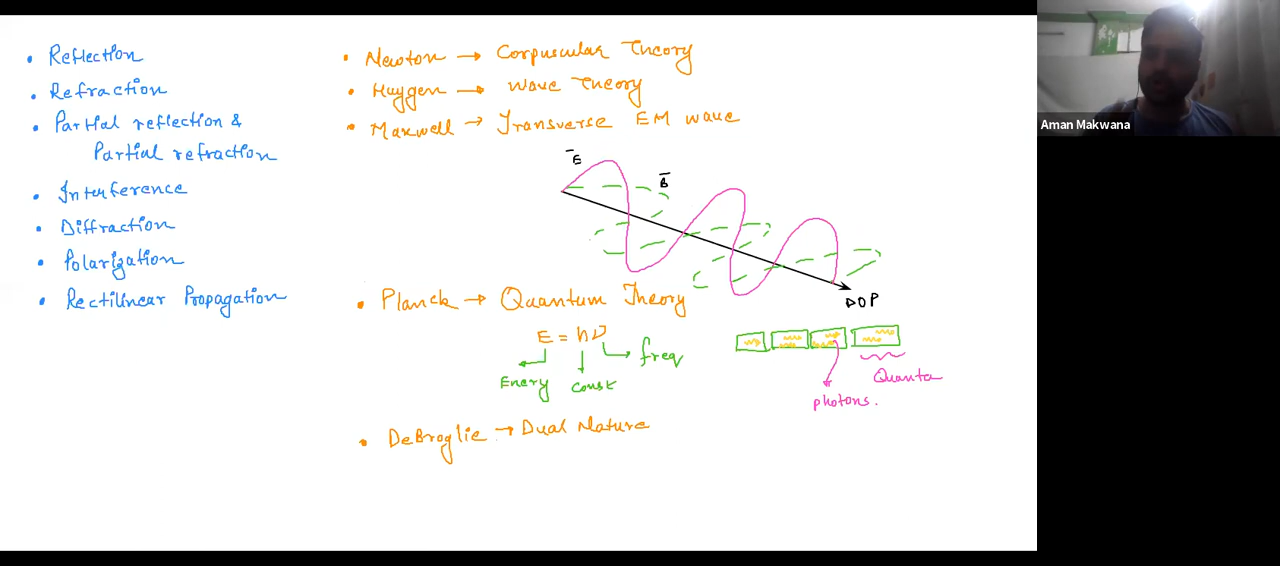 • Reflection
• Refraction
• Partial reflection &
Partial refraction
• Interference
• Diffraction
• Polarization
• Rectilinear Propagation
• Newton → Corpuscular Theory
• Huygen → Wave Theory
• Maxwell → Transverse EM wave
E
B
DOP
• Planck → Quantum Theory
E = hν
Energy
const
freq
Quanta
photons.
• DeBroglie → Dual Nature
Aman Makwana